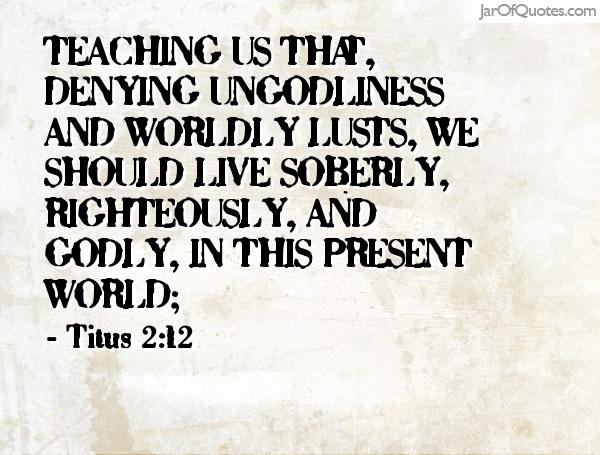 JarOfQuotes.com
TEACHING US THAT,
DENYING UNGODLINESS
AND WORLDLY LUSTS, WE
SHOULD LIVE SOBERLY,
RIGHTEOUSLY, AND
GODLY, IN THIS PRESENT
WORLD;
- Titus 2:12